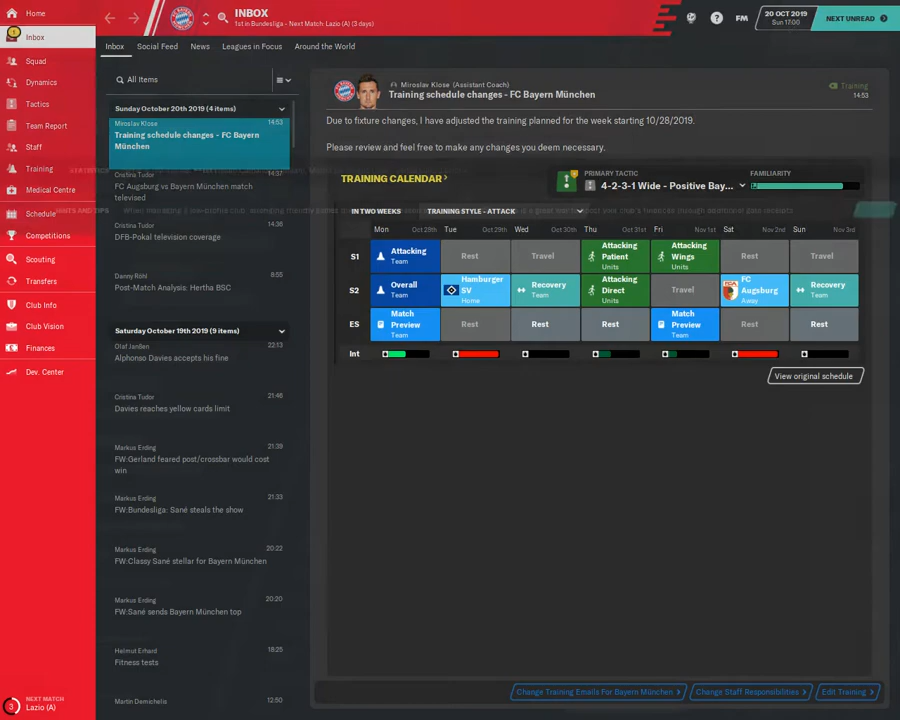 Home
Inbox
Squad
Dynamics
Tactics
Team Report
Staff
Training
Medical Centre
Schedule
Competitions
Scouting
Transfers
Club Info
Club Vision
Finances
Dev. Center
3
NEXT MATCH
Lazio (A)
INBOX
1st in Bundesliga - Next Match: Lazio (A) (3 days)
FM
20 OCT 2019
Sun 17:00
NEXT UNREAD
Inbox
Social Feed
News
Leagues in Focus
Around the World
All Items
Sunday October 20th 2019 (4 items)
Miroslav Klose
14:53
Training schedule changes - FC Bayern
München
Cristina Tudor
14:37
FC Augsburg vs Bayern München match
televised
Cristina Tudor
14:36
DFB-Pokal television coverage
Danny Röhl
8:55
Post-Match Analysis: Hertha BSC
Saturday October 19th 2019 (9 items)
Olaf Janßen
22:13
Alphonso Davies accepts his fine
Cristina Tudor
21:46
Davies reaches yellow cards limit
Markus Erding
21:39
FW:Gerland feared post/crossbar would cost
win
Markus Erding
21:33
FW:Bundesliga: Sané steals the show
Markus Erding
20:22
FW:Classy Sané stellar for Bayern München
Markus Erding
20:20
FW:Sané sends Bayern München top
Helmut Erhard
18:25
Fitness tests
Martin Demichelis
12:50
Miroslav Klose (Assistant Coach)
Training schedule changes - FC Bayern München
Training
14:53
Due to fixture changes, I have adjusted the training planned for the week starting 10/28/2019.
Please review and feel free to make any changes you deem necessary.
TRAINING CALENDAR
PRIMARY TACTIC
4-2-3-1 Wide - Positive Bay...
FAMILIARITY
HINTS AND TIPS
IN TWO WEEKS
TRAINING STYLE - ATTACK
Mon Oct 28th Tue Oct 29th Wed Oct 30th Thu Oct 31st Fri Nov 1st Sat Nov 2nd Sun Nov 3rd
S1
Attacking
Team
Rest
Travel
Attacking
Patient
Units
Attacking
Wings
Units
Rest
Travel
S2
Overall
Team
Hamburger
SV
Home
Recovery
Team
Attacking
Direct
Units
Travel
FC
Augsburg
Away
Recovery
Team
ES
Match
Preview
Team
Rest
Rest
Rest
Match
Preview
Team
Rest
Rest
Int
View original schedule
Change Training Emails For Bayern München >
Change Staff Responsibilities >
Edit Training >